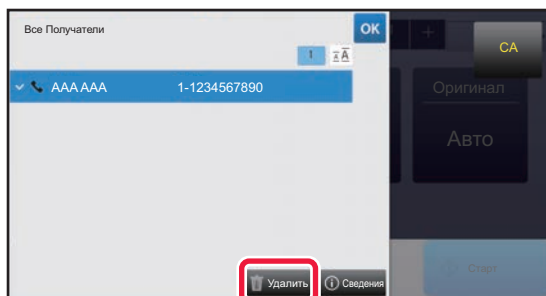 Все Получатели
OK
CA
1
AAA AAA 1-1234567890
Оригинал
Авто
Удалить
Сведения
Старт